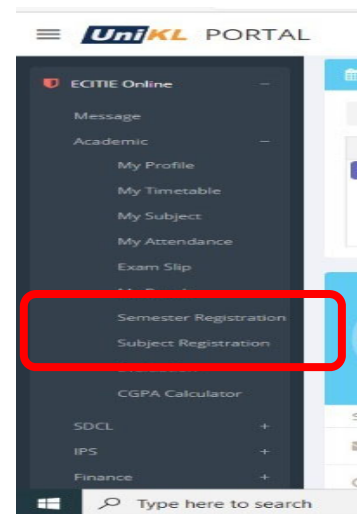 UniKL PORTAL
ECITIE Online
Message
Academic
My Profile
My Timetable
My Subject
My Attendance
Exam Slip
Semester Registration
Subject Registration
CGPA Calculator
SDCL
IPS
Finance
Type here to search